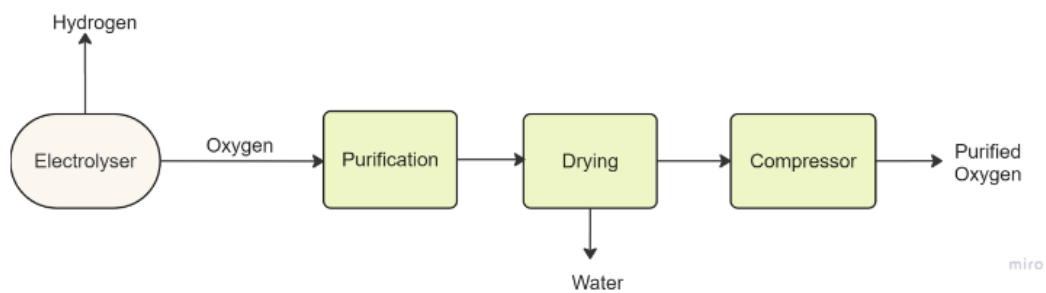 Hydrogen
Electrolyser
Oxygen
Purification
Drying
Compressor
Purified
Oxygen
Water
miro